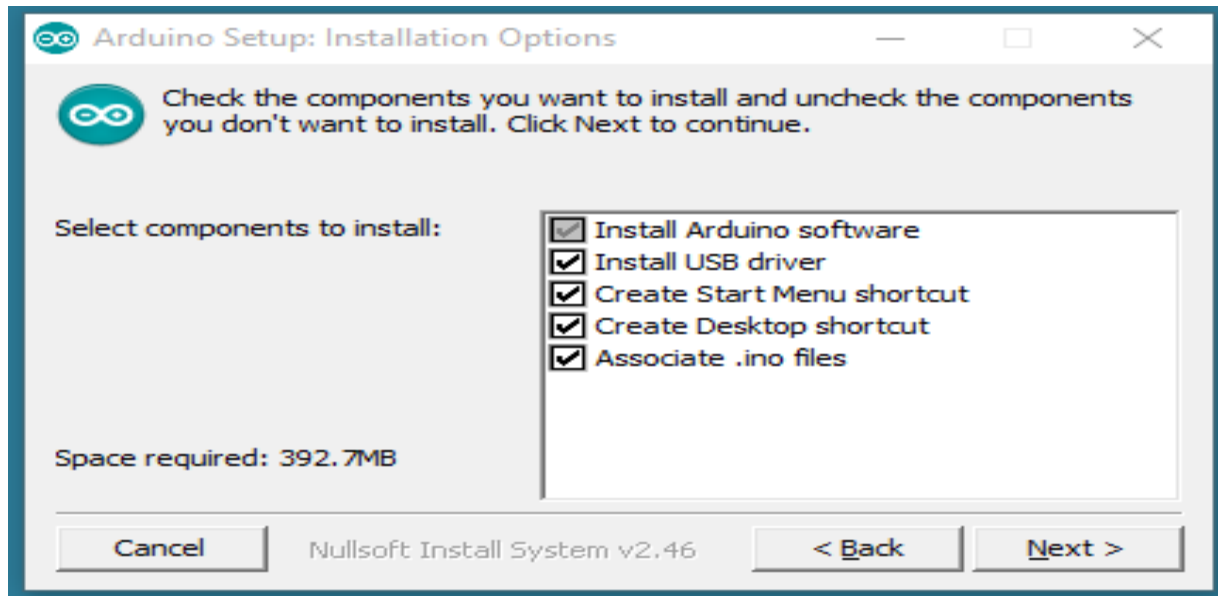 Arduino Setup: Installation Options
Check the components you want to install and uncheck the components
you don't want to install. Click Next to continue.
Select components to install:
Install Arduino software
Install USB driver
Create Start Menu shortcut
Create Desktop shortcut
Associate .ino files
Space required: 392.7MB
Cancel
Nullsoft Install System v2.46
< Back
Next >